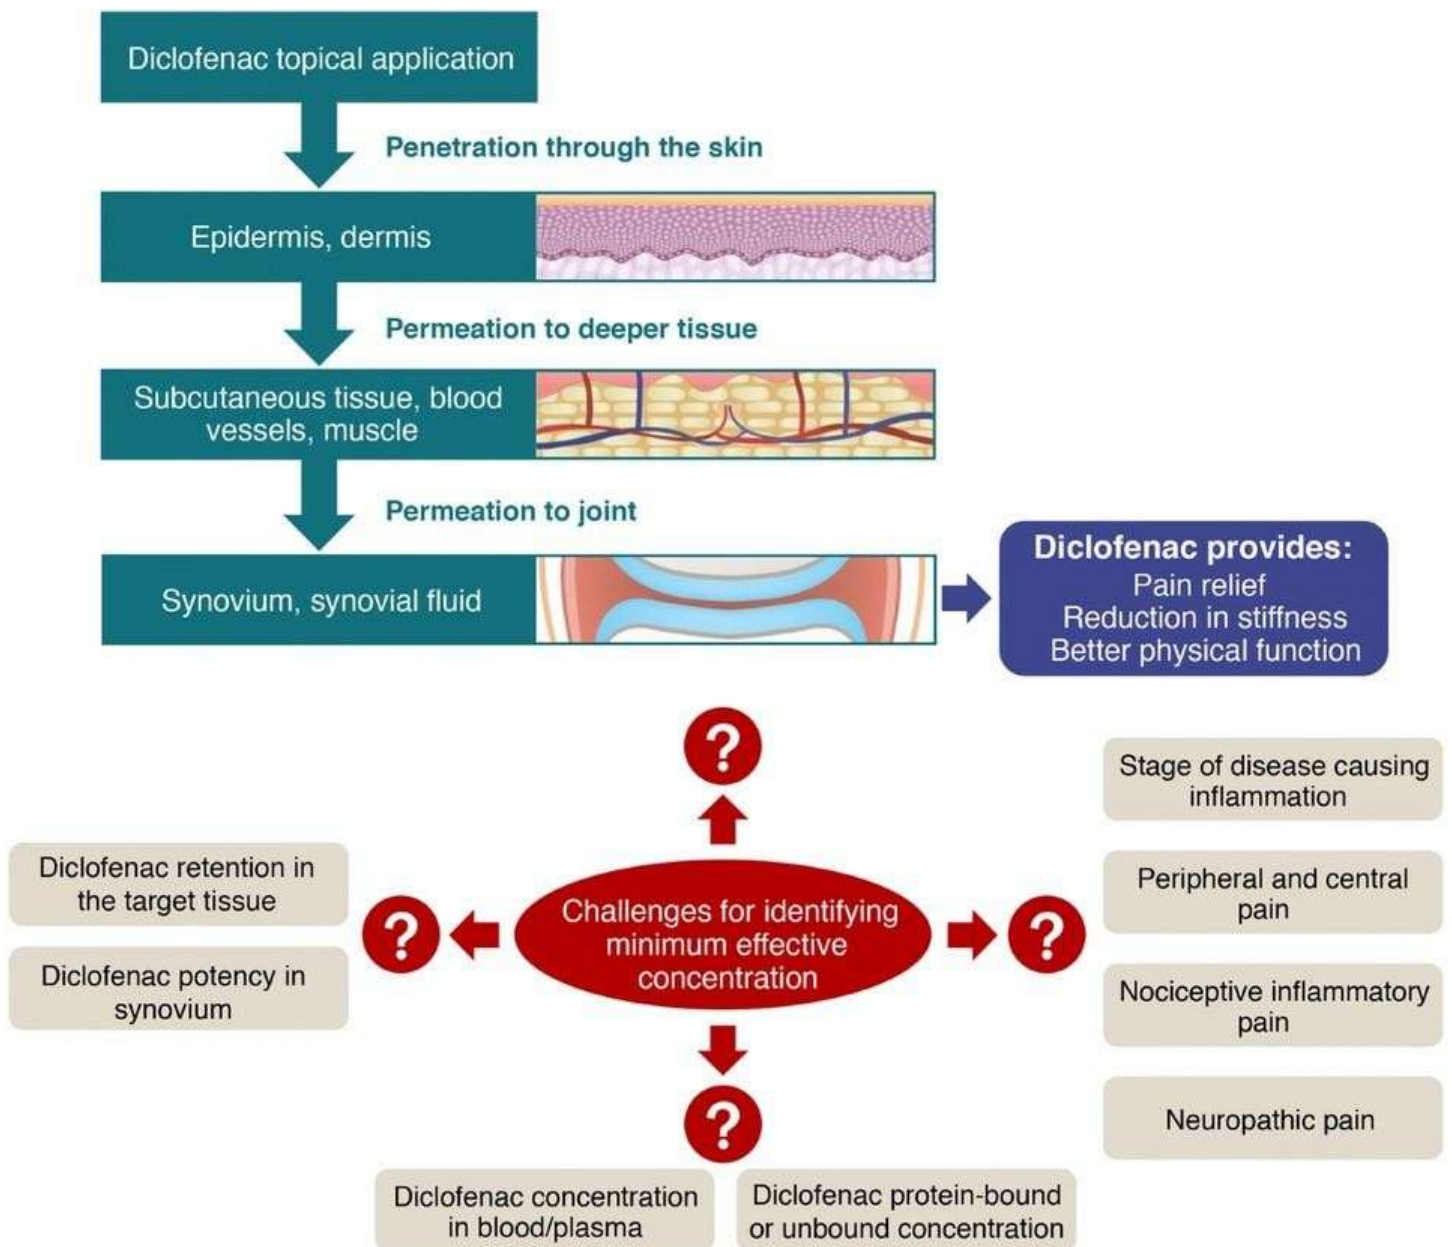 Diclofenac topical application
Penetration through the skin
Epidermis, dermis
Permeation to deeper tissue
Subcutaneous tissue, blood
vessels, muscle
Permeation to joint
Synovium, synovial fluid
Diclofenac provides:
Pain relief
Reduction in stiffness
Better physical function
?
Stage of disease causing
inflammation
Diclofenac retention in
the target tissue
Diclofenac potency in
synovium
?
Challenges for identifying
minimum effective
concentration
?
Peripheral and central
pain
Nociceptive inflammatory
pain
Neuropathic pain
?
Diclofenac concentration
in blood/plasma
Diclofenac protein-bound
or unbound concentration